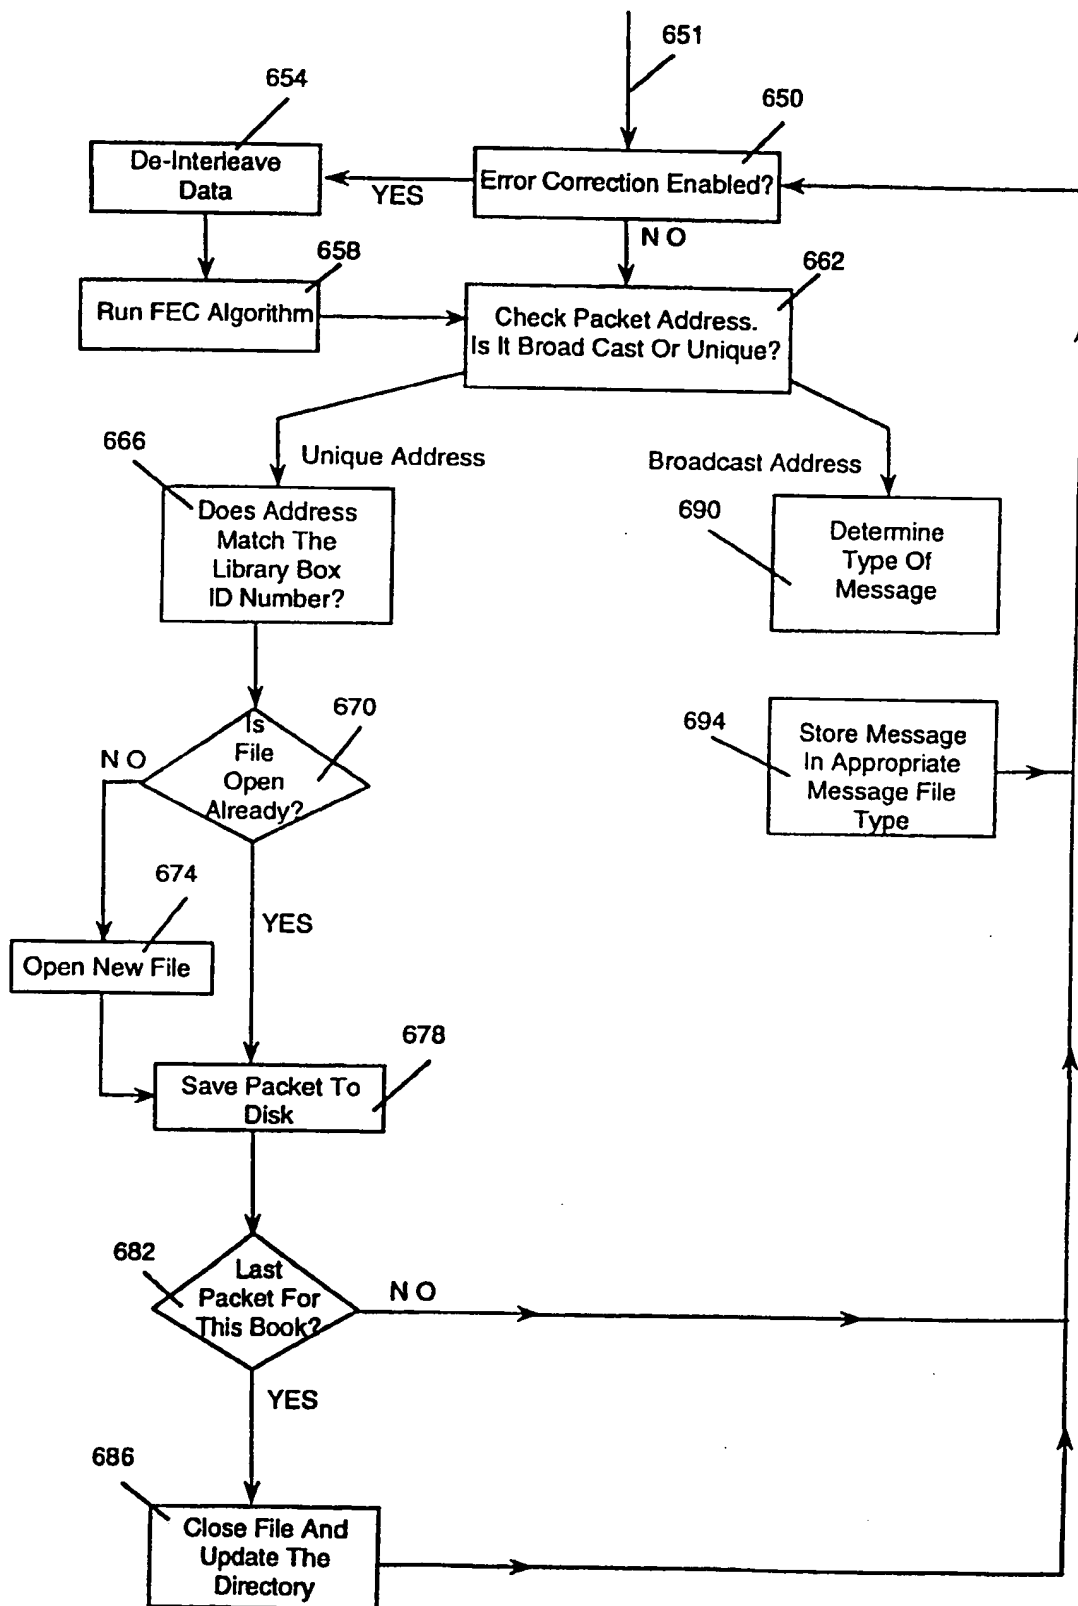 651
654
650
De-Interleave
Data
YES
Error Correction Enabled?
NO
658
662
Run FEC Algorithm
Check Packet Address.
Is It Broad Cast Or Unique?
666
Unique Address
Broadcast Address
Does Address
Match The
Library Box
ID Number?
690
Determine
Type Of
Message
670
Is
File
Open
Already?
NO
694
Store Message
In Appropriate
Message File
Type
674
YES
Open New File
678
Save Packet To
Disk
682
Last
Packet For
This Book?
NO
YES
686
Close File And
Update The
Directory